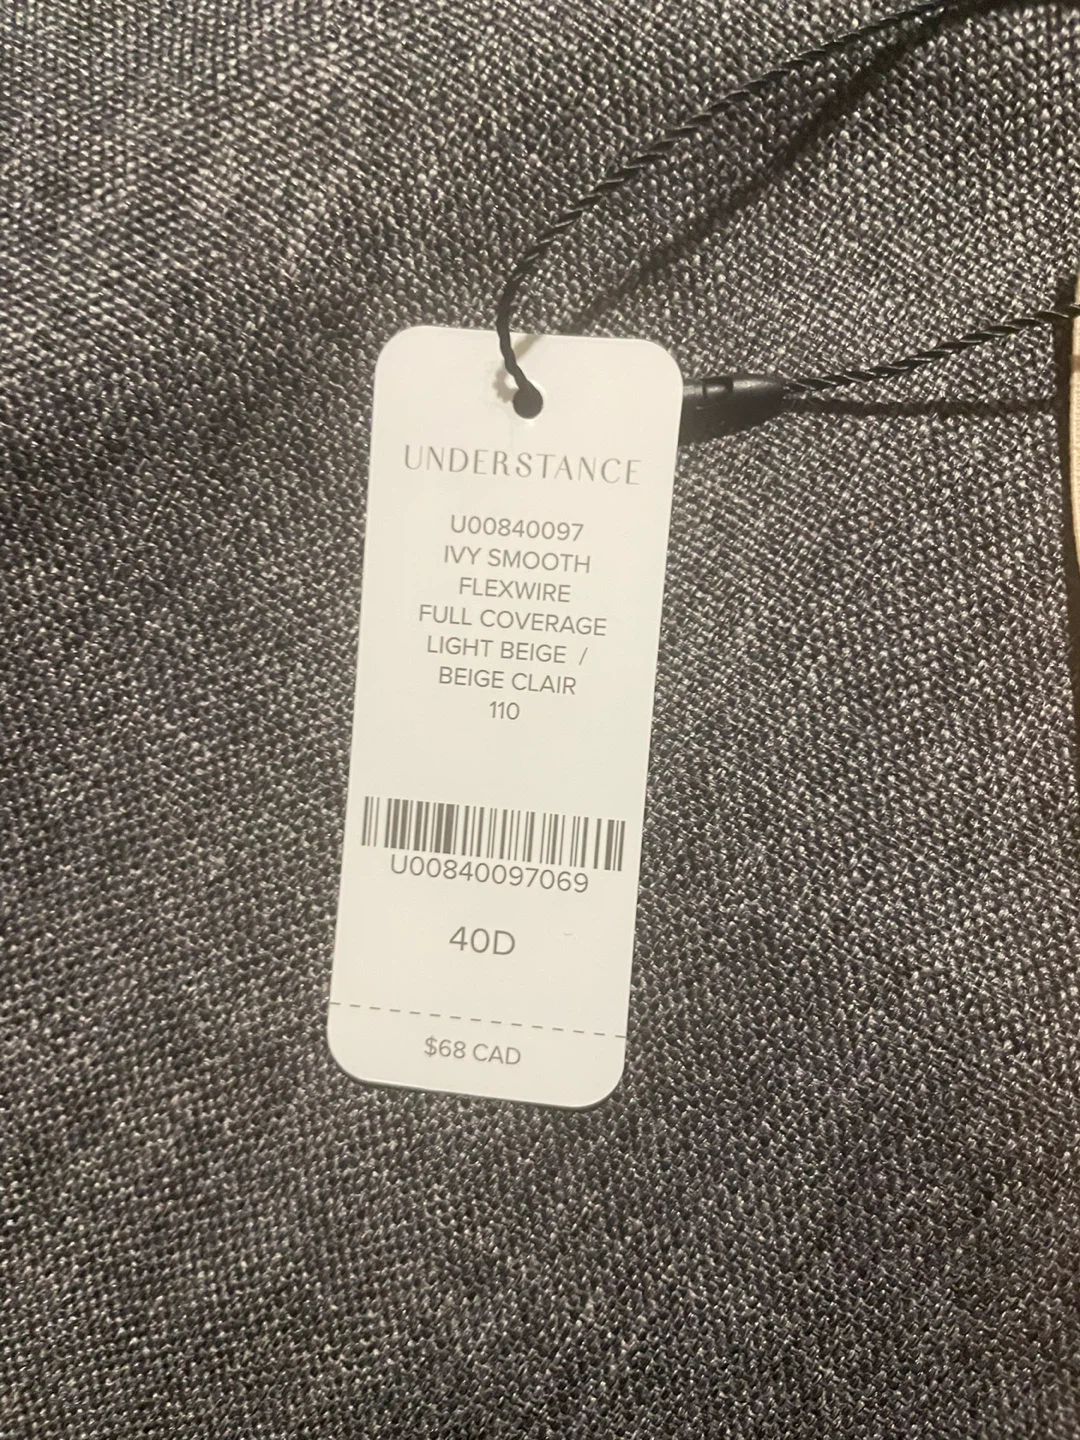 UNDERSTANCE
U00840097
IVY SMOOTH
FLEXWIRE
FULL COVERAGE
LIGHT BEIGE /
BEIGE CLAIR
110
U00840097069
40D
$68 CAD